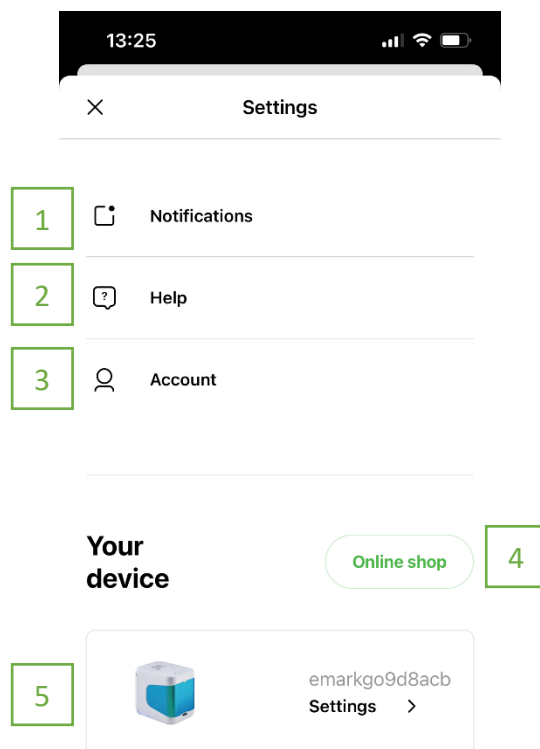 13:25
Settings
1
Notifications
2
?
Help
3
Account
Your
device
Online shop
4
5
emarkgo9d8acb
Settings >